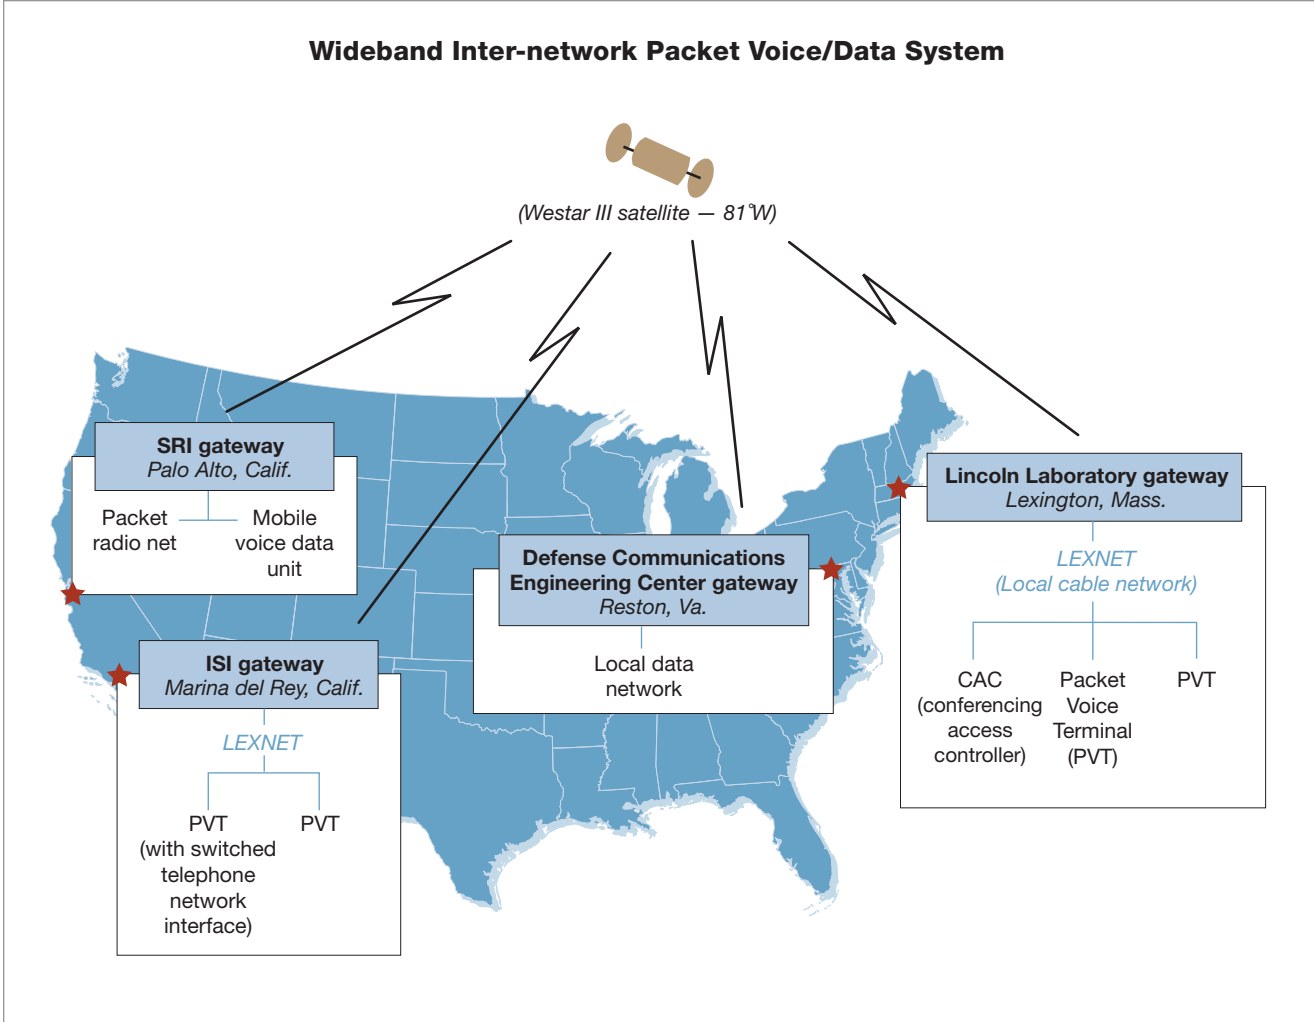 Wideband Inter-network Packet Voice/Data System
(Westar III satellite — 81°W)
SRI gateway
Palo Alto, Calif.
Packet
radio net
Mobile
voice data
unit
ISI gateway
Marina del Rey, Calif.
LEXNET
PVT
(with switched
telephone
network
interface)
PVT
Defense Communications
Engineering Center gateway
Reston, Va.
Local data
network
Lincoln Laboratory gateway
Lexington, Mass.
LEXNET
(Local cable network)
CAC
(conferencing
access
controller)
Packet
Voice
Terminal
(PVT)
PVT